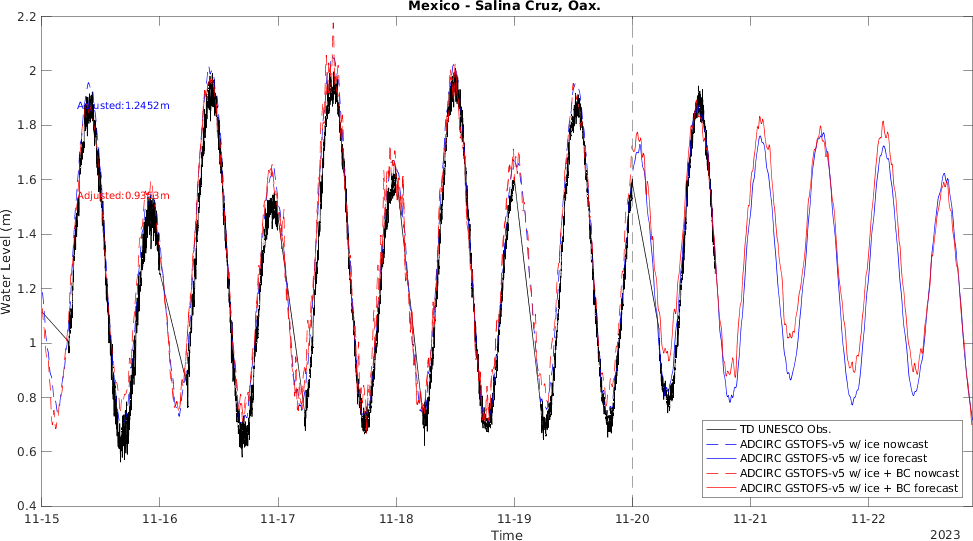 Mexico - Salina Cruz, Oax.
2.2
2
1.8
1.6
1.4
1.2
1
0.8
0.6
0.4
Water Level (m)
Adjusted:1.2452m
11-15
11-16
11-17
11-18
11-19
11-20
11-21
11-22
Time
2023
TD UNESCO Obs.
ADCIRC GSTOFS-v5 w/ ice nowcast
ADCIRC GSTOFS-v5 w/ ice forecast
ADCIRC GSTOFS-v5 w/ ice + BC nowcast
ADCIRC GSTOFS-v5 w/ ice + BC forecast